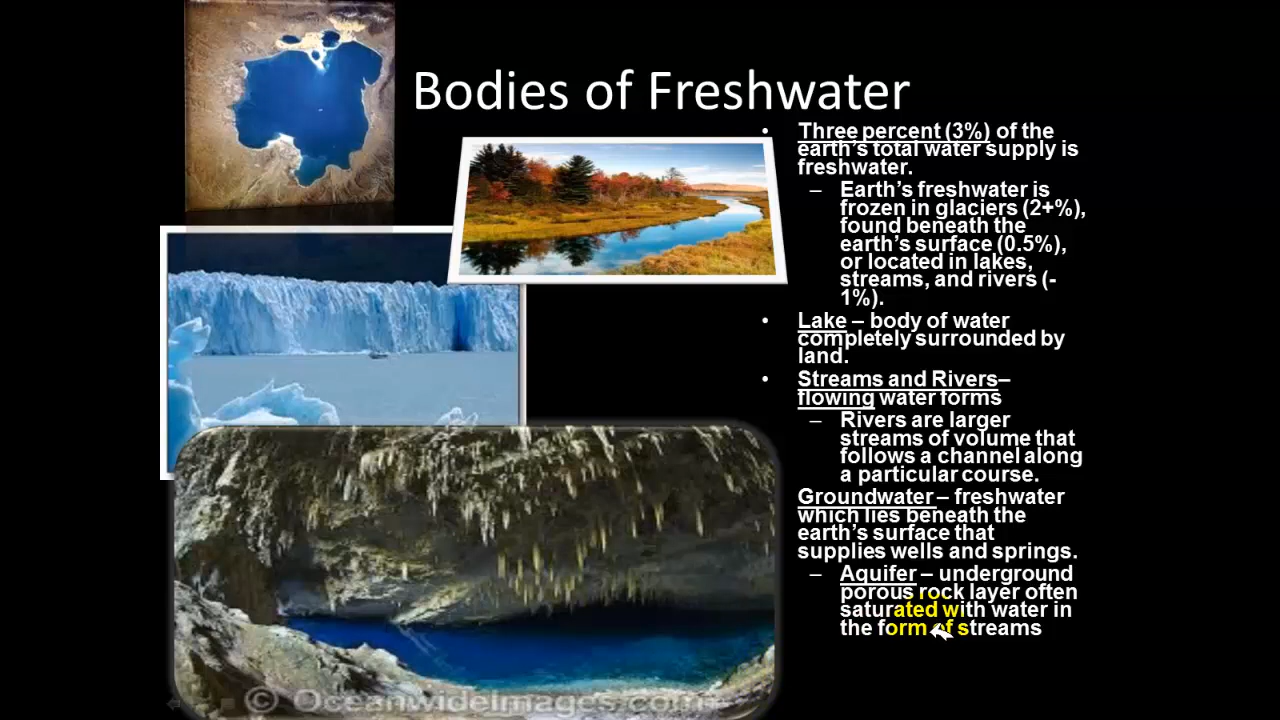 Bodies of Freshwater
• Three percent (3%) of the
earth's total water supply is
freshwater.
– Earth's freshwater is
frozen in glaciers (2+%),
found beneath the
earth's surface (0.5%),
or located in lakes,
streams, and rivers (-
1%).
• Lake – body of water
completely surrounded by
land.
• Streams and Rivers–
flowing water forms
– Rivers are larger
streams of volume that
follows a channel along
a particular course.
Groundwater – freshwater
which lies beneath the
earth's surface that
supplies wells and springs.
– Aquifer – underground
porous rock layer often
saturated with water in
the form of streams
© OceanwideImages.com